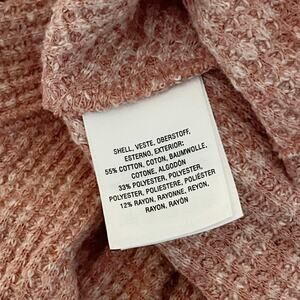 SHELL, VESTE, OBERSTOFF,
ESTERNO, EXTERIOR:
55% COTTON, COTON, BAUMWOLLE,
COTONE, ALGODÓN
33% POLYESTER, POLYESTER,
POLYESTER, POLIESTERE, POLIÉSTER
12% RAYON, RAYONNE, REYON,
RAYON, RAYÓN